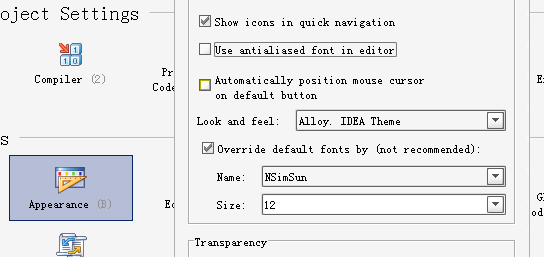 oject Settings
Show icons in quick navigation
Use antialiased font in editor
Compiler (2)
Pr
Code
E
Automatically position mouse cursor
on default button
Look and feel: Alloy. IDEA Theme
s
Override default fonts by (not recommended):
Name: NSimSun
Appearance (B)
Ed
Size: 12
Gl
od
Transparency